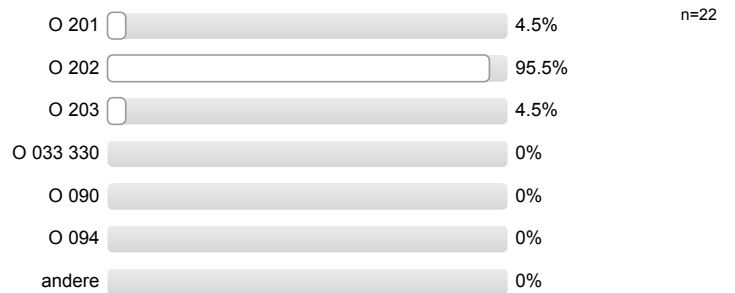 O 201 4.5% n=22
O 202 95.5%
O 203 4.5%
O 033 330 0%
O 090 0%
O 094 0%
andere 0%